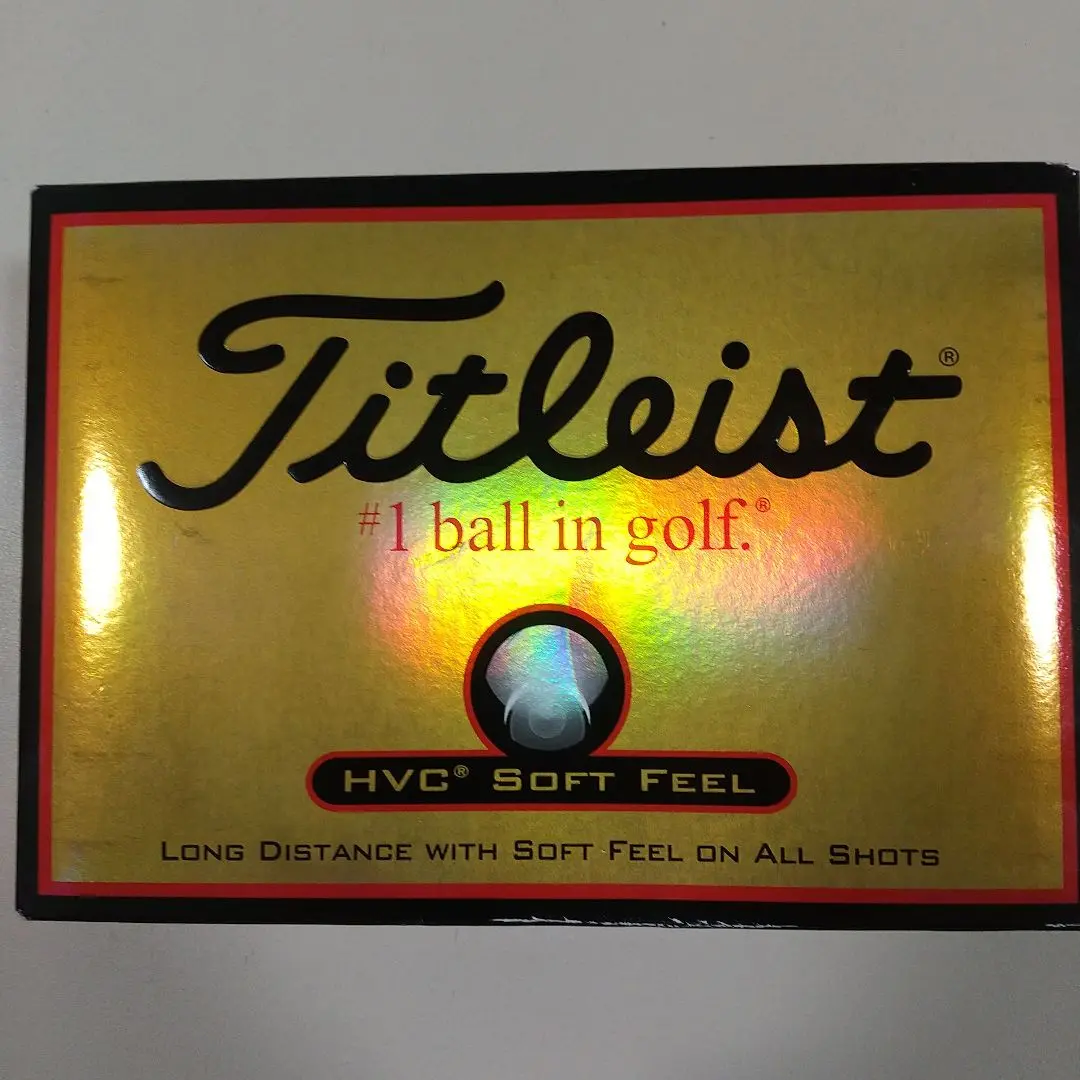 Titleist®
#1 ball in golf.®
HVC® SOFT FEEL
LONG DISTANCE WITH SOFT FEEL ON ALL SHOTS